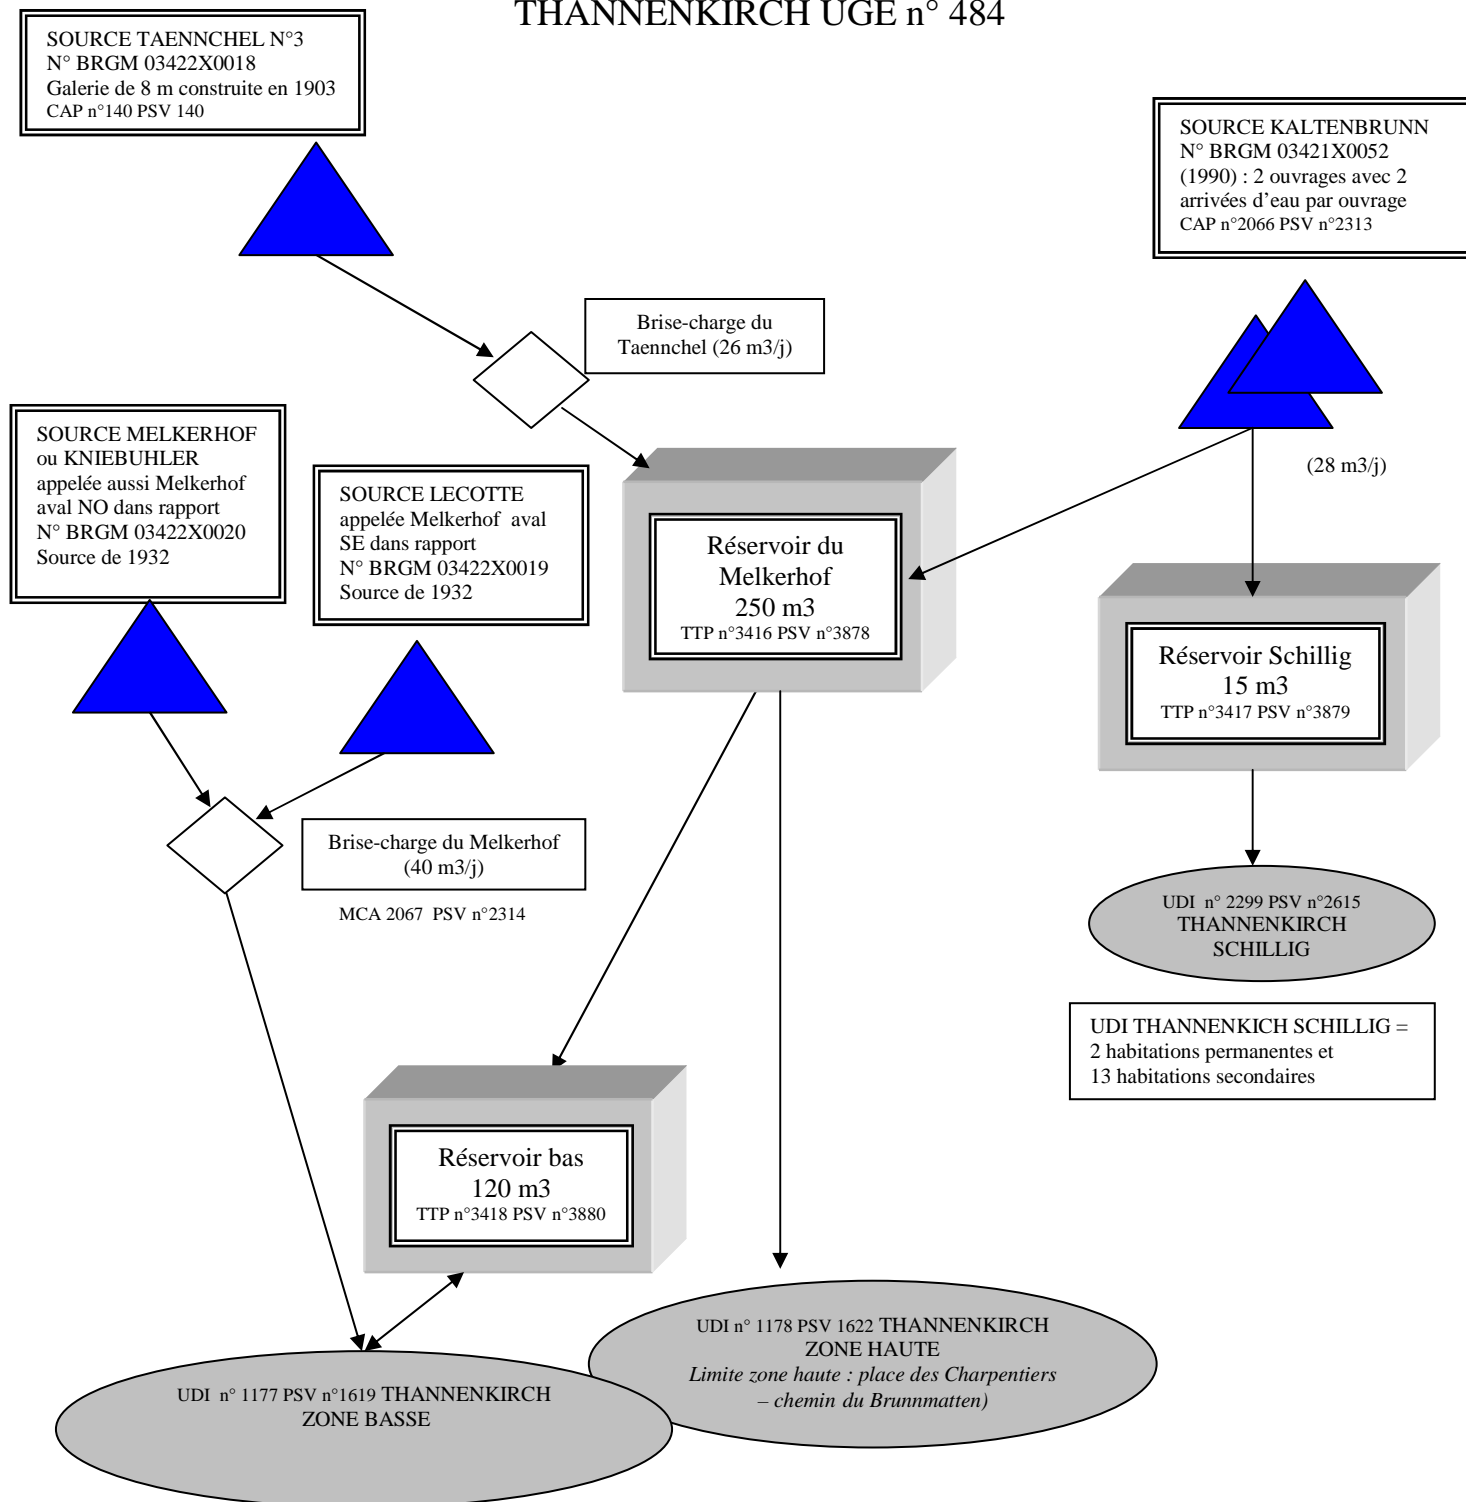 THANNENKIRCH UGE n° 484
SOURCE TAENNCHEL N°3
N° BRGM 03422X0018
Galerie de 8 m construite en 1903
CAP n°140 PSV 140
SOURCE KALTENBRUNN
N° BRGM 03421X0052
(1990) : 2 ouvrages avec 2
arrivées d’eau par ouvrage
CAP n°2066 PSV n°2313
Brise-charge du
Taennchel (26 m3/j)
SOURCE MELKERHOF
ou KNIEBUHLER
appelée aussi Melkerhof
aval NO dans rapport
N° BRGM 03422X0020
Source de 1932
SOURCE LECOTTE
appelée Melkerhof  aval
SE dans rapport
N° BRGM 03422X0019
Source de 1932
(28 m3/j)
Réservoir du
Melkerhof
250 m3
TTP n°3416 PSV n°3878
Réservoir Schillig
15 m3
TTP n°3417 PSV n°3879
Brise-charge du Melkerhof
(40 m3/j)
MCA 2067  PSV n°2314
UDI  n° 2299 PSV n°2615
THANNENKIRCH
SCHILLIG
UDI THANNENKICH SCHILLIG =
2 habitations permanentes et
13 habitations secondaires
Réservoir bas
120 m3
TTP n°3418 PSV n°3880
UDI n° 1178 PSV 1622 THANNENKIRCH
ZONE HAUTE
Limite zone haute : place des Charpentiers
– chemin du Brunnmatten)
UDI  n° 1177 PSV n°1619 THANNENKIRCH
ZONE BASSE